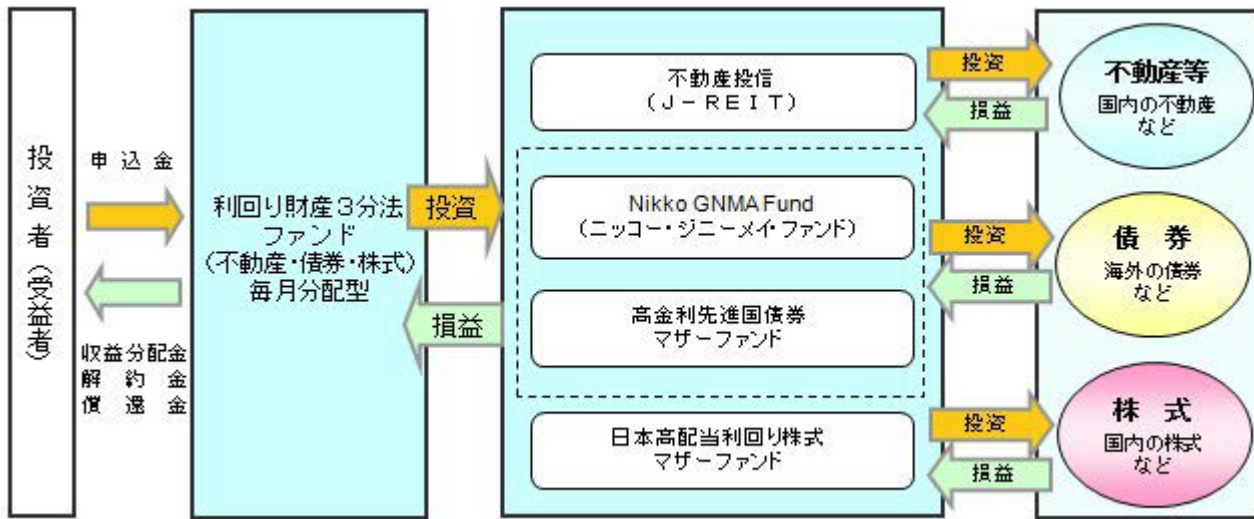 投資者(受益者)
申込金
収益分配金
解約金
償還金
利回り財産3分法
ファンド
(不動産・債券・株式)
毎月分配型
投資
損益
不動産投信
(J-REIT)
Nikko GNMA Fund
(ニッコー・ジニーメイ・ファンド)
高金利先進国債券
マザーファンド
日本高配当利回り株式
マザーファンド
投資
損益
投資
損益
投資
損益
不動産等
国内の不動産
など
債券
海外の債券
など
株式
国内の株式
など